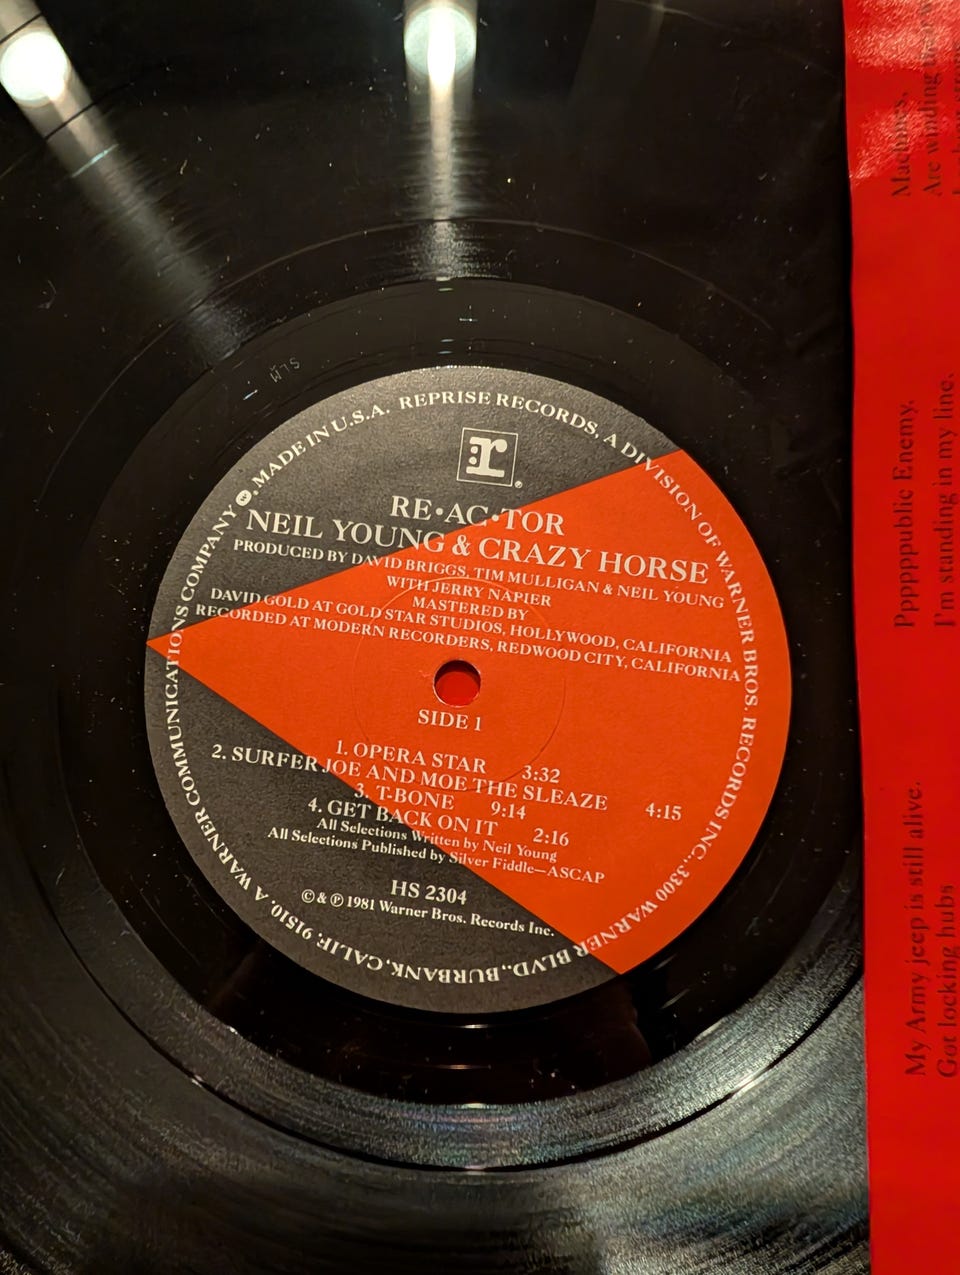 REPRISE RECORDS, A DIVISION OF WARNER BROS. RECORDS INC., 3300 WARNER BLVD., BURBANK, CALIF. 91510. A WARNER COMMUNICATIONS COMPANY. MADE IN U.S.A.
r®
RE•AC•TOR
NEIL YOUNG & CRAZY HORSE
PRODUCED BY DAVID BRIGGS, TIM MULLIGAN & NEIL YOUNG
WITH JERRY NAPIER
MASTERED BY
DAVID GOLD AT GOLD STAR STUDIOS, HOLLYWOOD, CALIFORNIA
RECORDED AT MODERN RECORDERS, REDWOOD CITY, CALIFORNIA
SIDE 1
1. OPERA STAR 3:32
2. SURFER JOE AND MOE THE SLEAZE 4:15
3. T-BONE 9:14
4. GET BACK ON IT 2:16
All Selections Written by Neil Young
All Selections Published by Silver Fiddle—ASCAP
HS 2304
© & ℗ 1981 Warner Bros. Records Inc.
Machines,
Are winding
Ppppppublic Enemy,
I'm standing in my line.
My Army jeep is still alive.
Got locking hubs